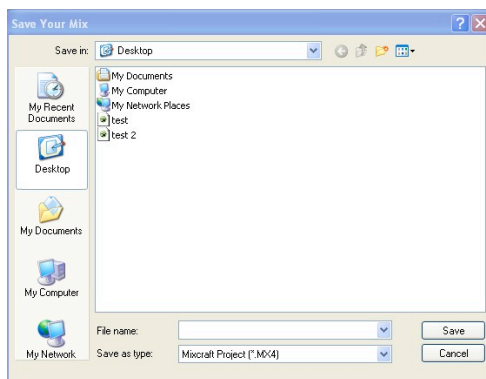 Save Your Mix
Save in:
Desktop
My Recent
Documents
Desktop
My Documents
My Computer
My Network
My Documents
My Computer
My Network Places
test
test 2
File name:
Save
Save as type:
Mixcraft Project (*.MX4)
Cancel